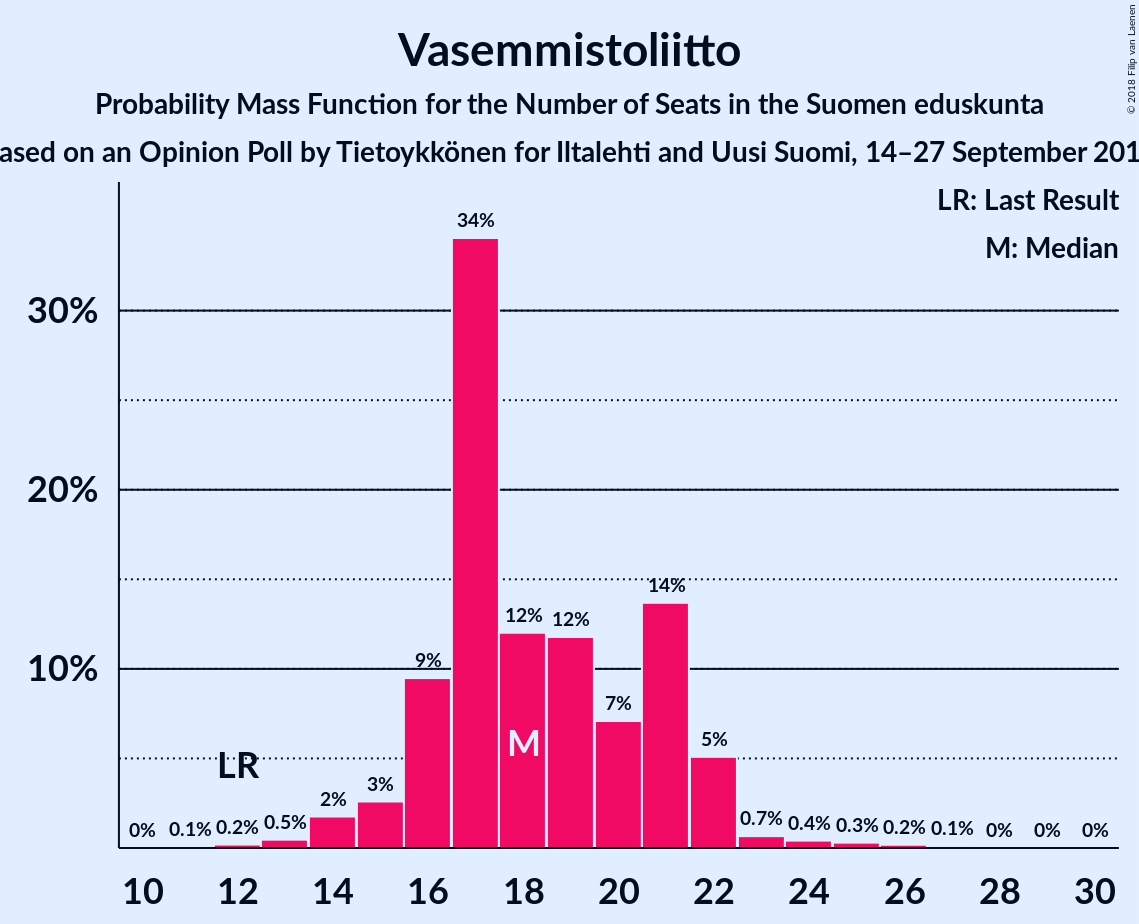 Vasemmistoliitto
Probability Mass Function for the Number of Seats in the Suomen eduskunta
ased on an Opinion Poll by Tietoykkönen for Iltalehti and Uusi Suomi, 14–27 September 201
© 2018 Filip van Laenen
LR: Last Result
M: Median
34%
30%
20%
14%
12% 12%
10%
9%
7%
5%
LR
M
3%
2%
0% 0.1% 0.2% 0.5%
0.7% 0.4% 0.3% 0.2% 0.1% 0% 0% 0%
10 12 14 16 18 20 22 24 26 28 30